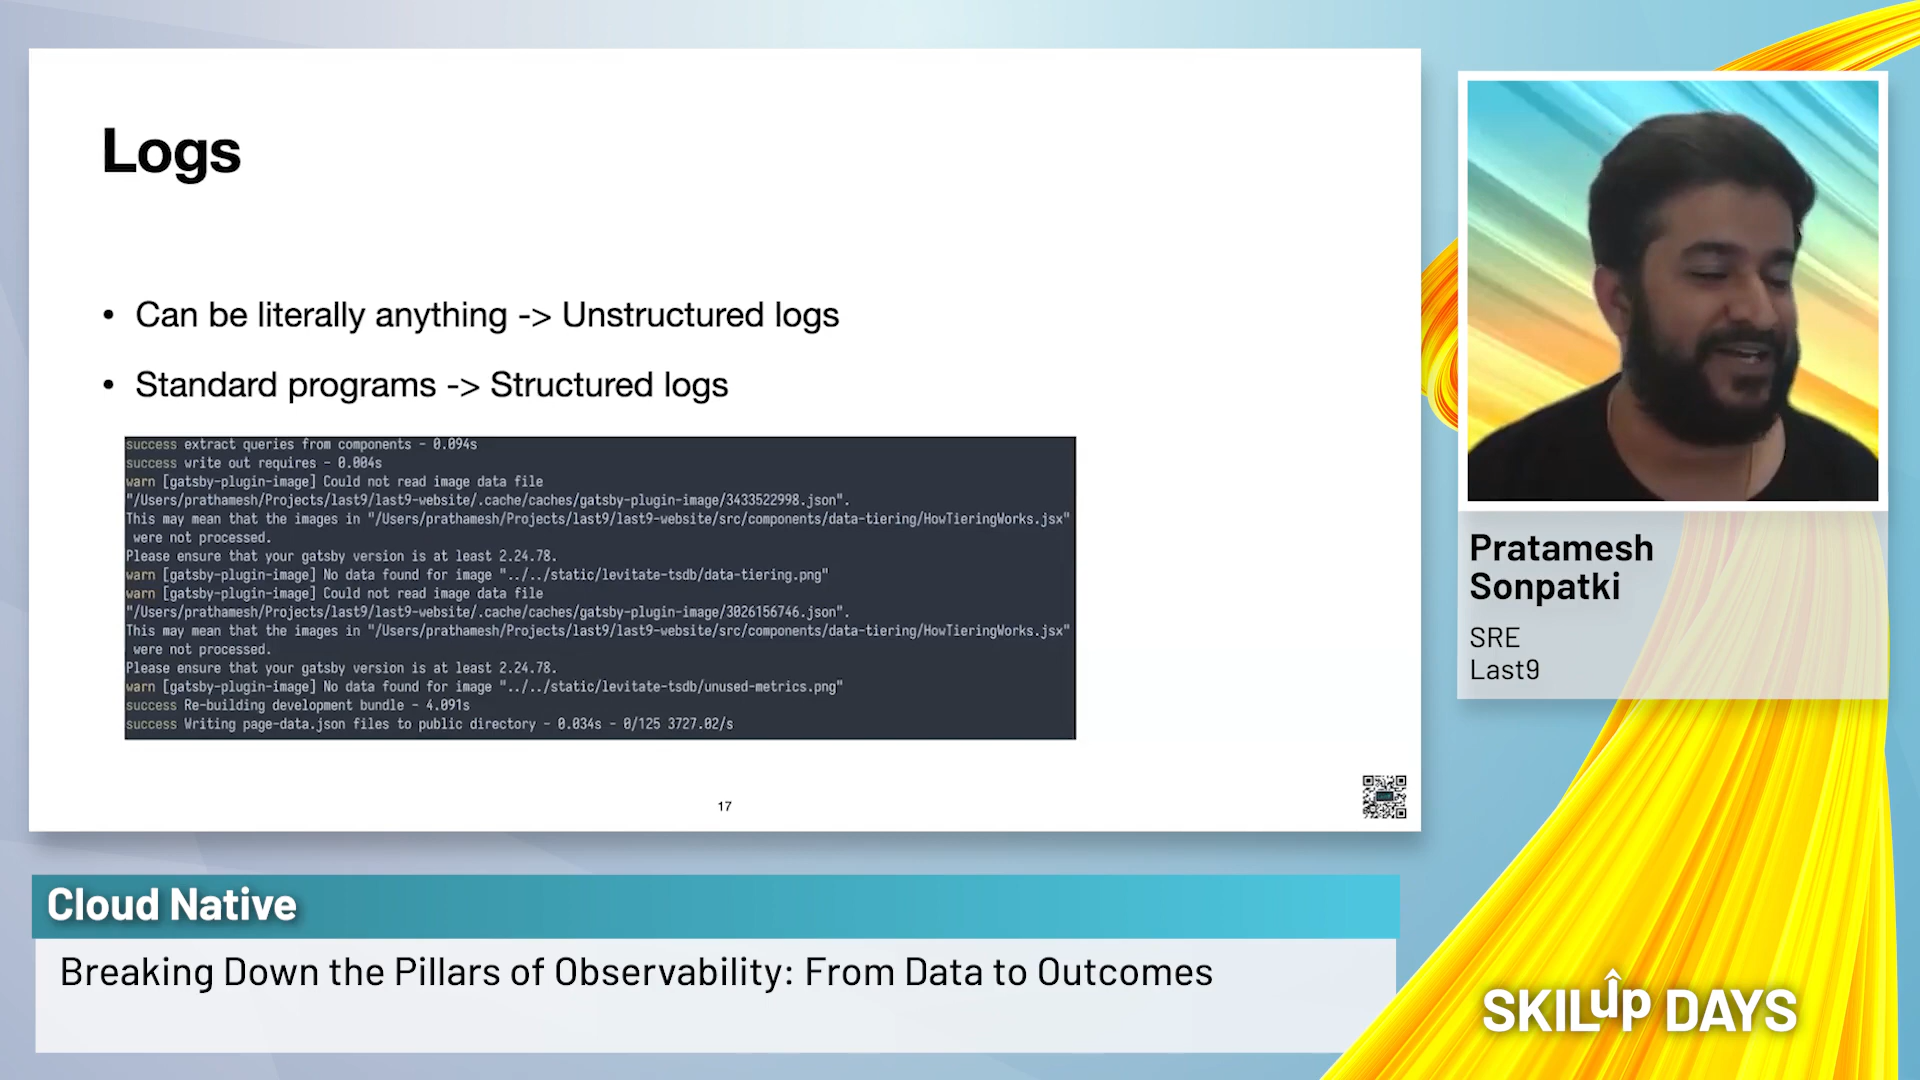 Logs
• Can be literally anything -> Unstructured logs
• Standard programs -> Structured logs
success extract queries from components - 0.094s
success write out requires - 0.004s
warn [gatsby-plugin-image] Could not read image data file
"/Users/prathamesh/Projects/last9/last9-website/.cache/caches/gatsby-plugin-image/3433522998.json".
This may mean that the images in "/Users/prathamesh/Projects/last9/last9-website/src/components/data-tiering/HowTieringWorks.jsx"
were not processed.
Please ensure that your gatsby version is at least 2.24.78.
warn [gatsby-plugin-image] No data found for image "../../static/levitate-tsdb/data-tiering.png"
warn [gatsby-plugin-image] Could not read image data file
"/Users/prathamesh/Projects/last9/last9-website/.cache/caches/gatsby-plugin-image/3026156746.json".
This may mean that the images in "/Users/prathamesh/Projects/last9/last9-website/src/components/data-tiering/HowTieringWorks.jsx"
were not processed.
Please ensure that your gatsby version is at least 2.24.78.
warn [gatsby-plugin-image] No data found for image "../../static/levitate-tsdb/unused-metrics.png"
success Re-building development bundle - 4.091s
success Writing page-data.json files to public directory - 0.034s - 0/125 3727.02/s
17
Pratamesh
Sonpatki
SRE
Last9
Cloud Native
Breaking Down the Pillars of Observability: From Data to Outcomes
SKILup DAYS